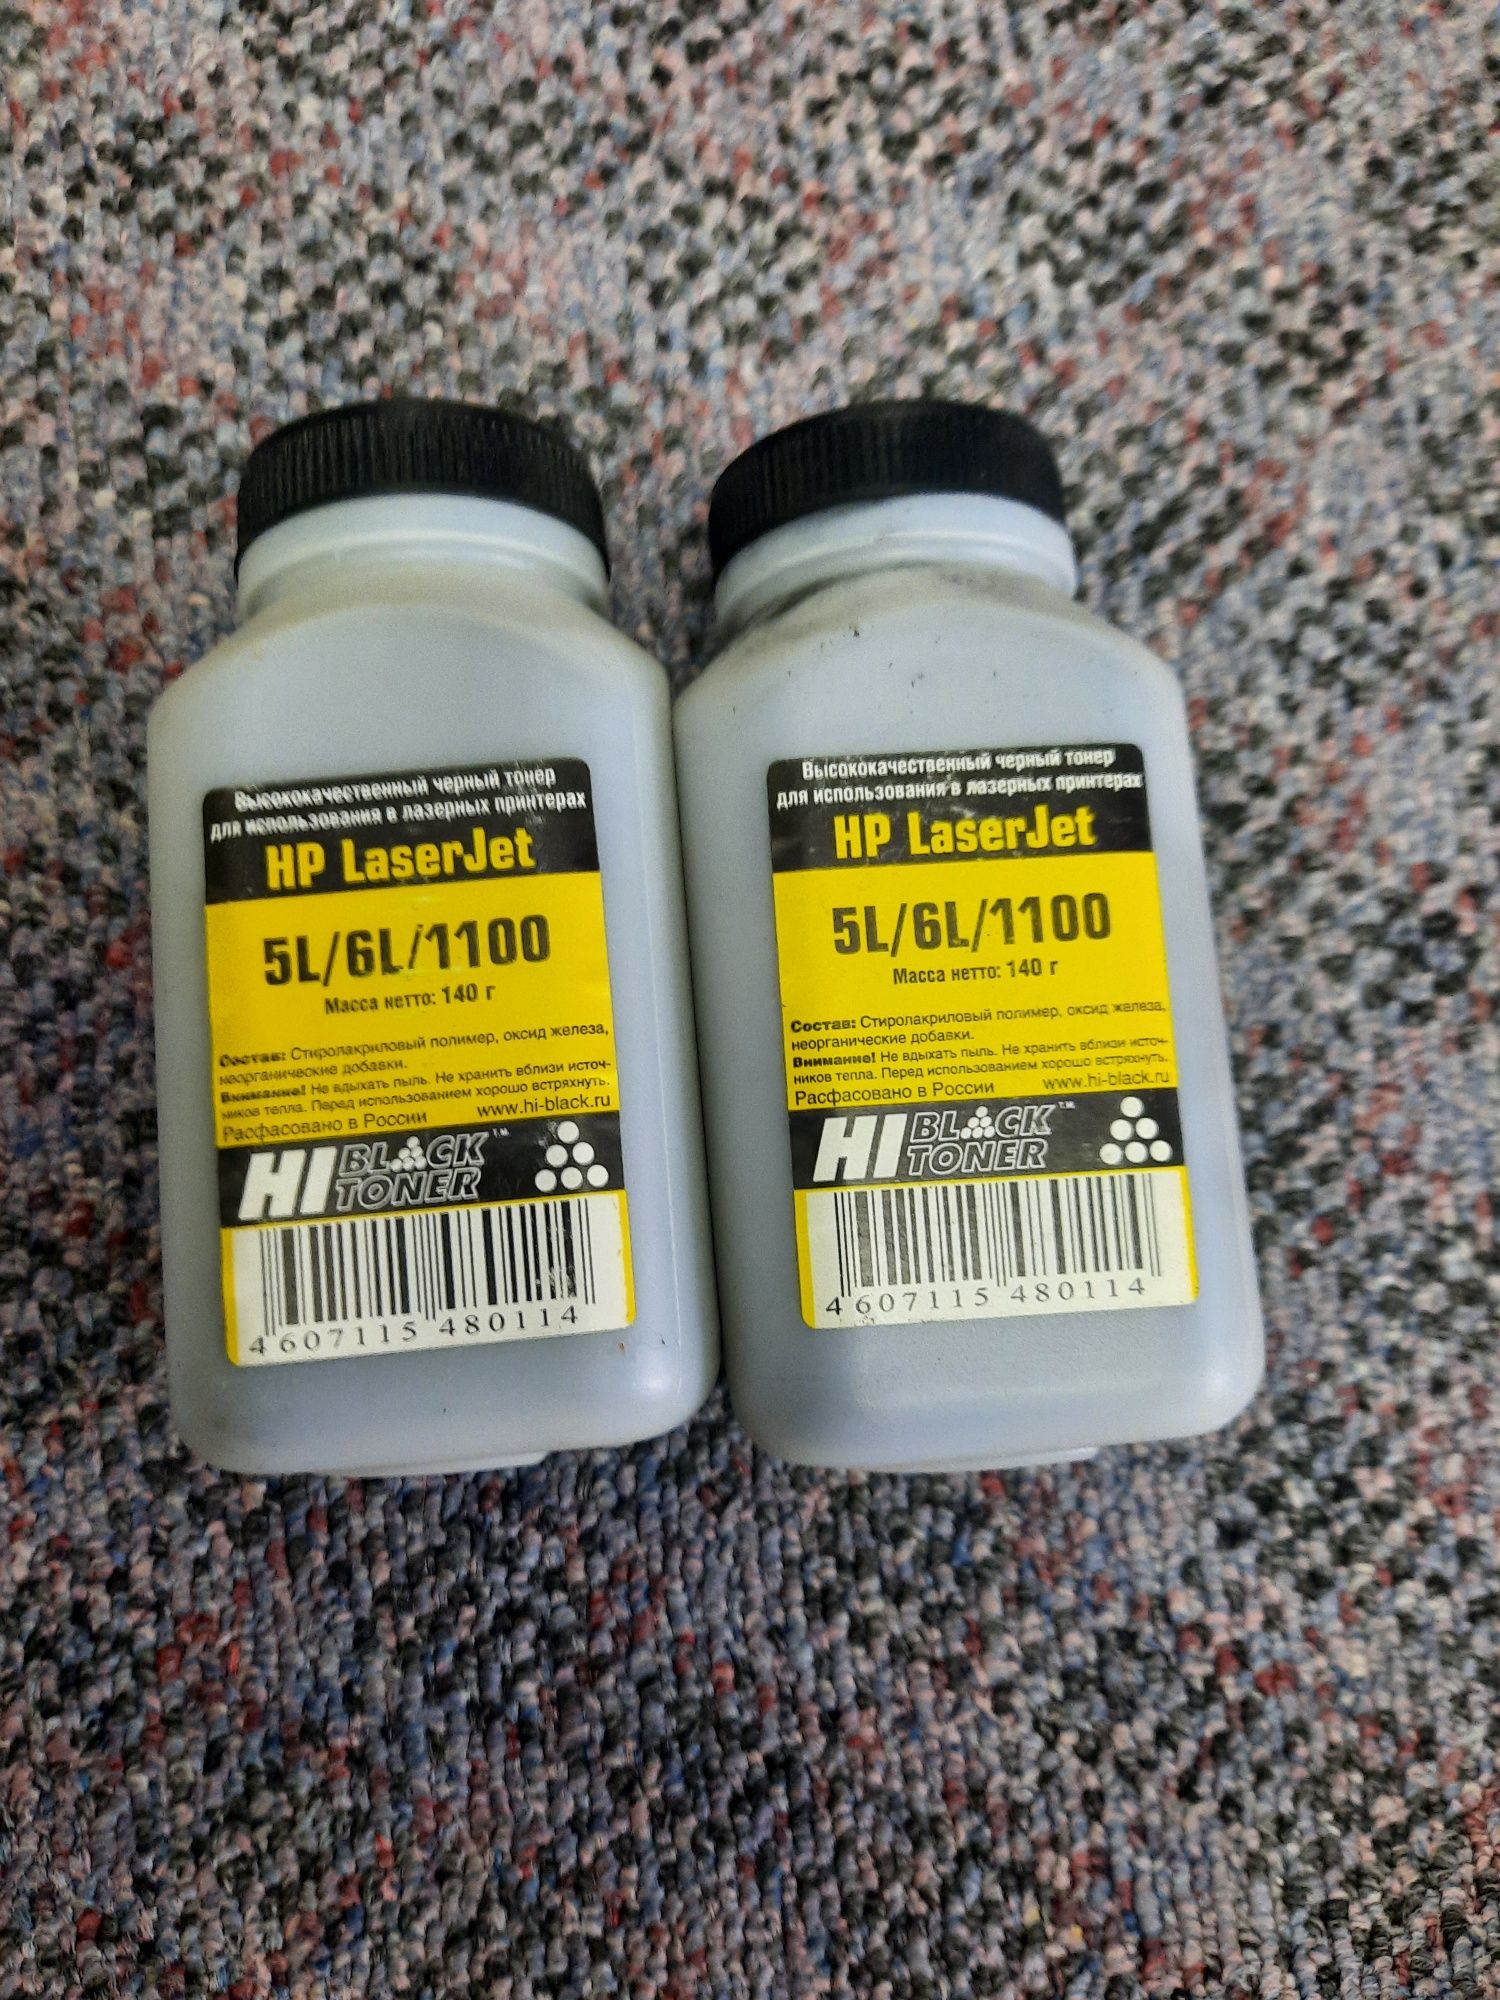 Высококачественный черный тонер
для использования в лазерных принтерах
HP LaserJet
5L/6L/1100
Масса нетто: 140 г
Состав: Стиролакриловый полимер, оксид железа,
неорганические добавки.
Внимание! Не вдыхать пыль. Не хранить вблизи источ-
ников тепла. Перед использованием хорошо встряхнуть.
Расфасовано в России www.hi-black.ru
HI BLACK TONER T.M.
4 607115 480114
Высококачественный черный тонер
для использования в лазерных принтерах
HP LaserJet
5L/6L/1100
Масса нетто: 140 г
Состав: Стиролакриловый полимер, оксид железа,
неорганические добавки.
Внимание! Не вдыхать пыль. Не хранить вблизи источ-
ников тепла. Перед использованием хорошо встряхнуть.
Расфасовано в России www.hi-black.ru
HI BLACK TONER T.M.
4 607115 480114